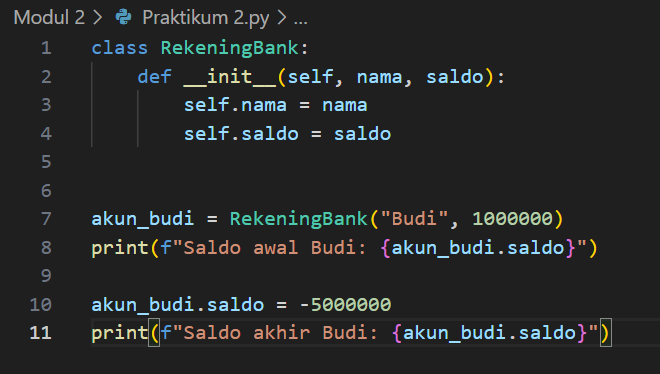 Modul 2 > Praktikum 2.py > ...
1 class RekeningBank:
2     def __init__(self, nama, saldo):
3         self.nama = nama
4         self.saldo = saldo
5
6
7 akun_budi = RekeningBank("Budi", 1000000)
8 print(f"Saldo awal Budi: {akun_budi.saldo}")
9
10 akun_budi.saldo = -5000000
11 print(f"Saldo akhir Budi: {akun_budi.saldo}")